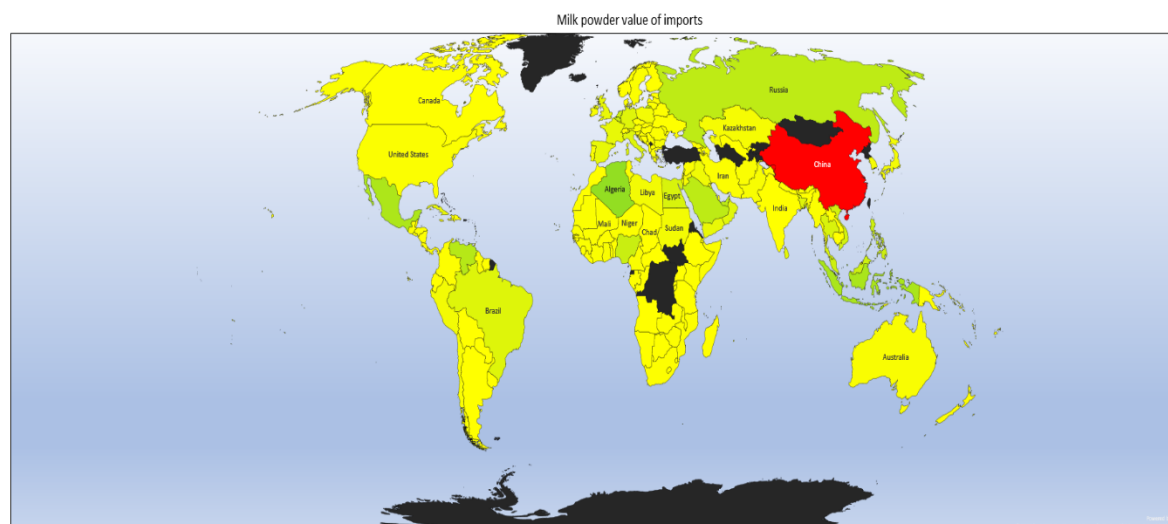 Milk powder value of imports
Canada
Russia
Kazakhstan
United States
China
Iran
Algeria
Libya
Egypt
India
Mali
Niger
Chad
Sudan
Brazil
Australia